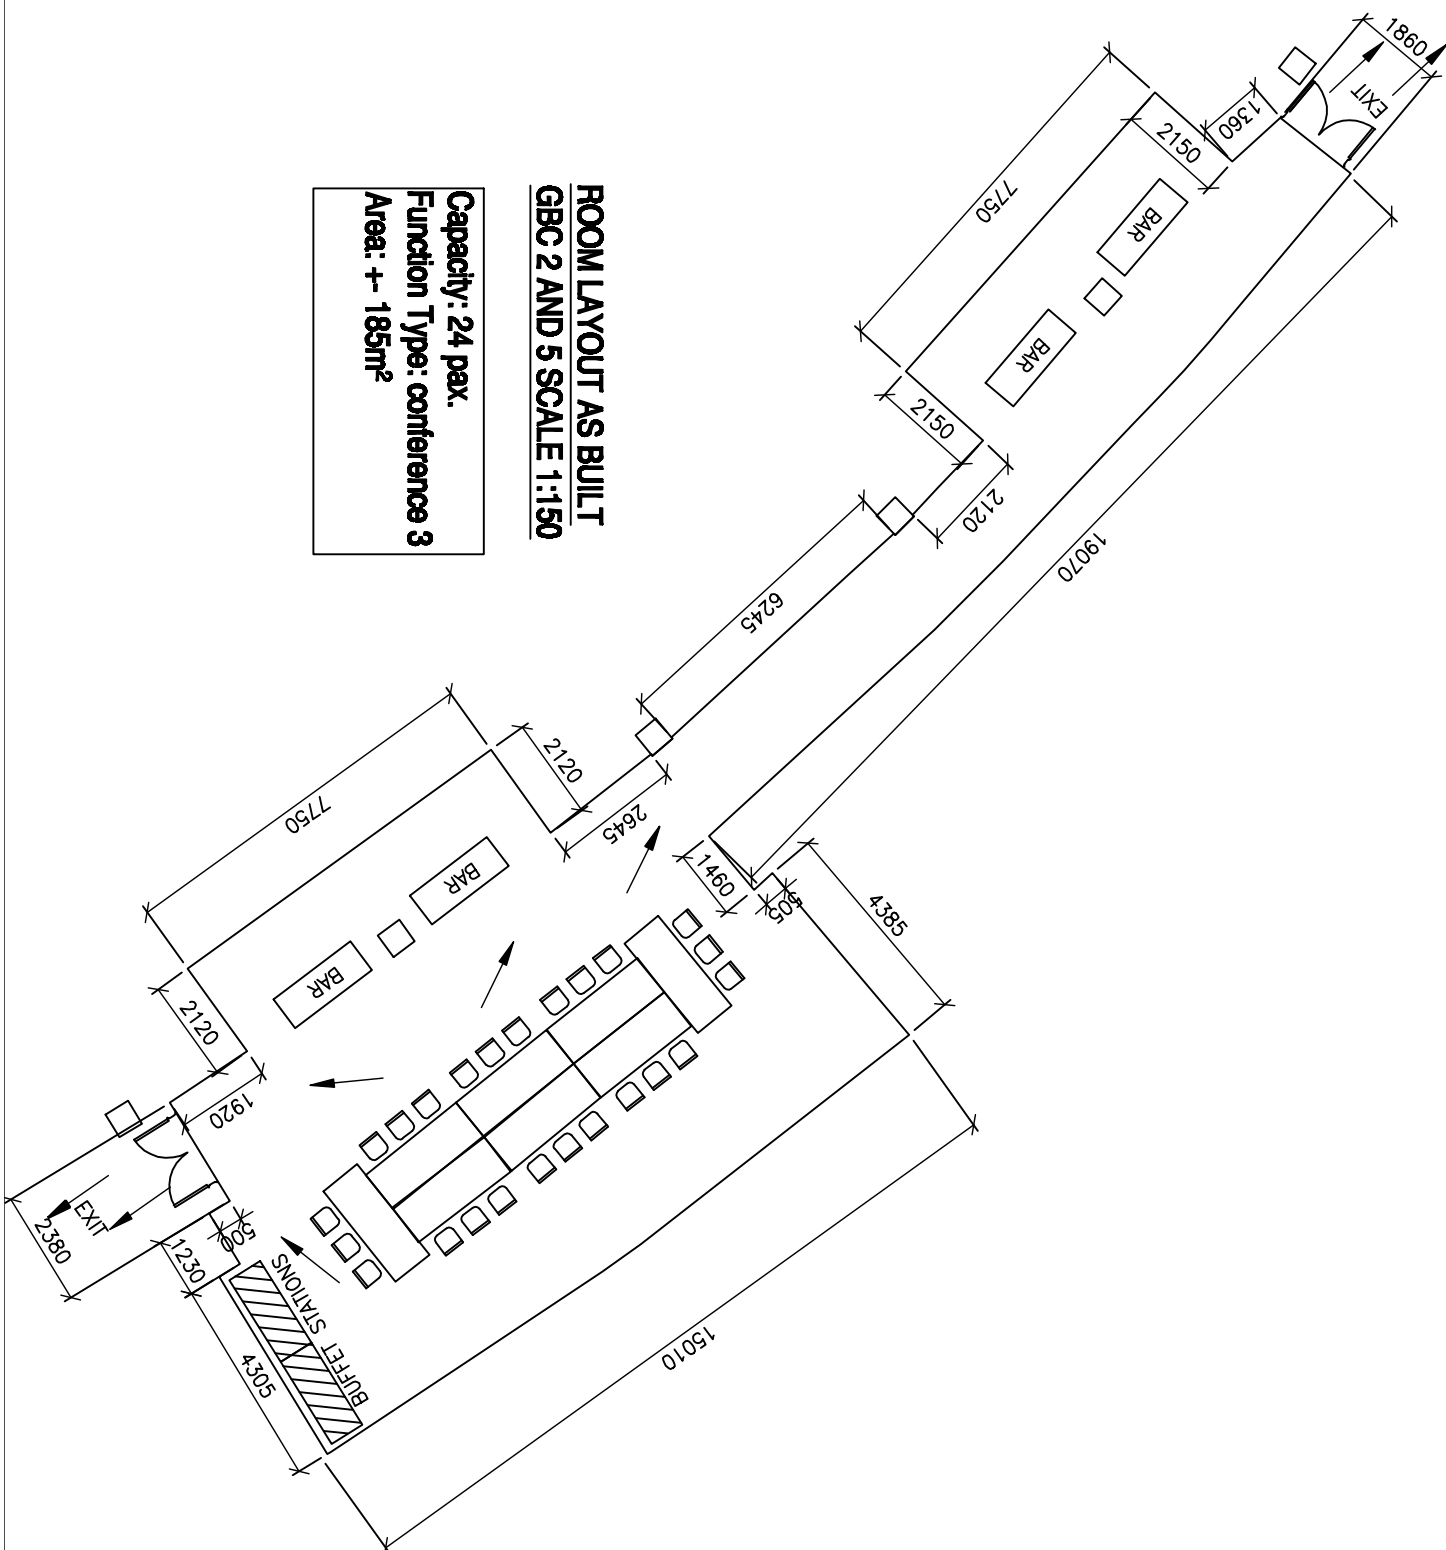 ROOM LAYOUT AS BUILT
GBC 2 AND 5 SCALE 1:150
Capacity: 24 pax.
Function Type: conference 3
Area: +- 185m²
1860
EXIT
1360
2150
7750
BAR
BAR
2150
2120
19070
6245
2120
2645
7750
BAR
BAR
1460
505
4385
2120
1920
EXIT
2380
500
1230
BUFFET STATIONS
4305
15010